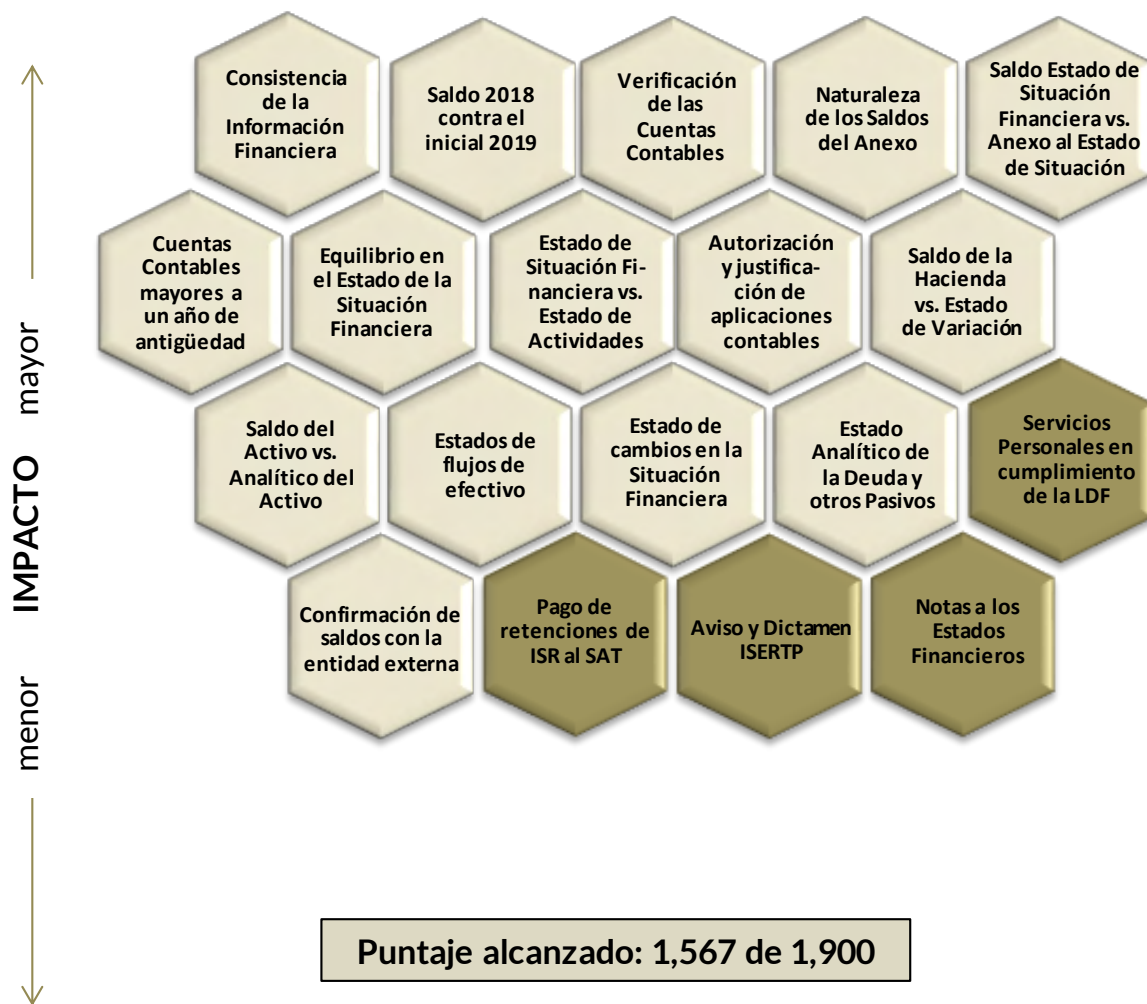 Consistencia
de la
Información
Financiera
Saldo 2018
contra el
inicial 2019
Verificación
de las
Cuentas
Contables
Naturaleza
de los Saldos
del Anexo
Saldo Estado de
Situación
Financiera vs.
Anexo al Estado
de Situación
Cuentas
Contables
mayores a
un año de
antigüedad
Equilibrio en
el Estado de la
Situación
Financiera
Estado de
Situación Fi-
nanciera vs.
Estado de
Actividades
Autorización
y justifica-
ción de
aplicaciones
contables
Saldo de la
Hacienda
vs. Estado
de Variación
Saldo del
Activo vs.
Analítico del
Activo
Estados de
flujos de
efectivo
Estado de
cambios en la
Situación
Financiera
Estado
Analítico de
la Deuda y
otros Pasivos
Servicios
Personales en
cumplimiento
de la LDF
Confirmación de
saldos con la
entidad externa
Pago de
retenciones de
ISR al SAT
Aviso y Dictamen
ISERTP
Notas a los
Estados
Financieros
menor IMPACTO mayor
Puntaje alcanzado: 1,567 de 1,900